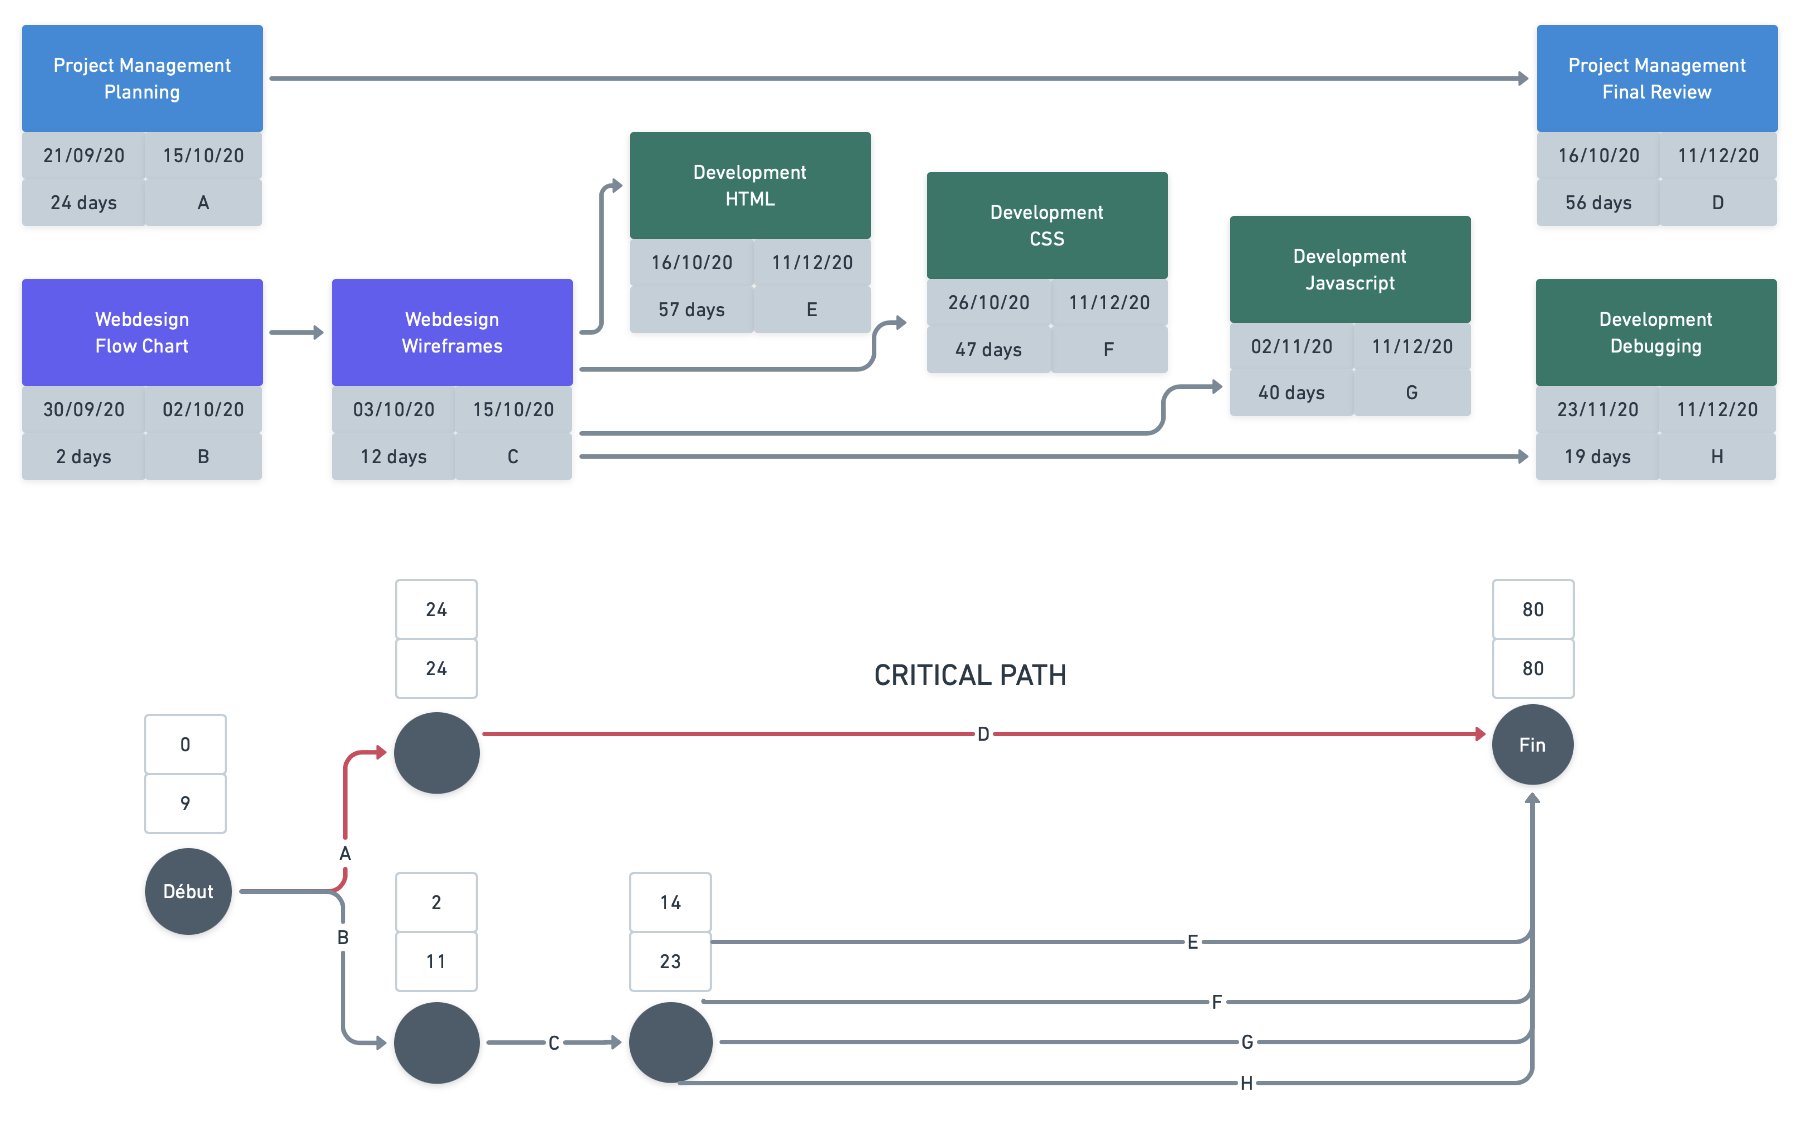 Project Management
Planning
21/09/20 15/10/20
24 days A
Project Management
Final Review
16/10/20 11/12/20
56 days D
Development
HTML
16/10/20 11/12/20
57 days E
Development
CSS
26/10/20 11/12/20
47 days F
Development
Javascript
02/11/20 11/12/20
40 days G
Webdesign
Flow Chart
30/09/20 02/10/20
2 days B
Webdesign
Wireframes
03/10/20 15/10/20
12 days C
Development
Debugging
23/11/20 11/12/20
19 days H
24
24
80
80
CRITICAL PATH
0
9
D
Fin
A
Début
2
11
14
23
B
E
F
C
G
H